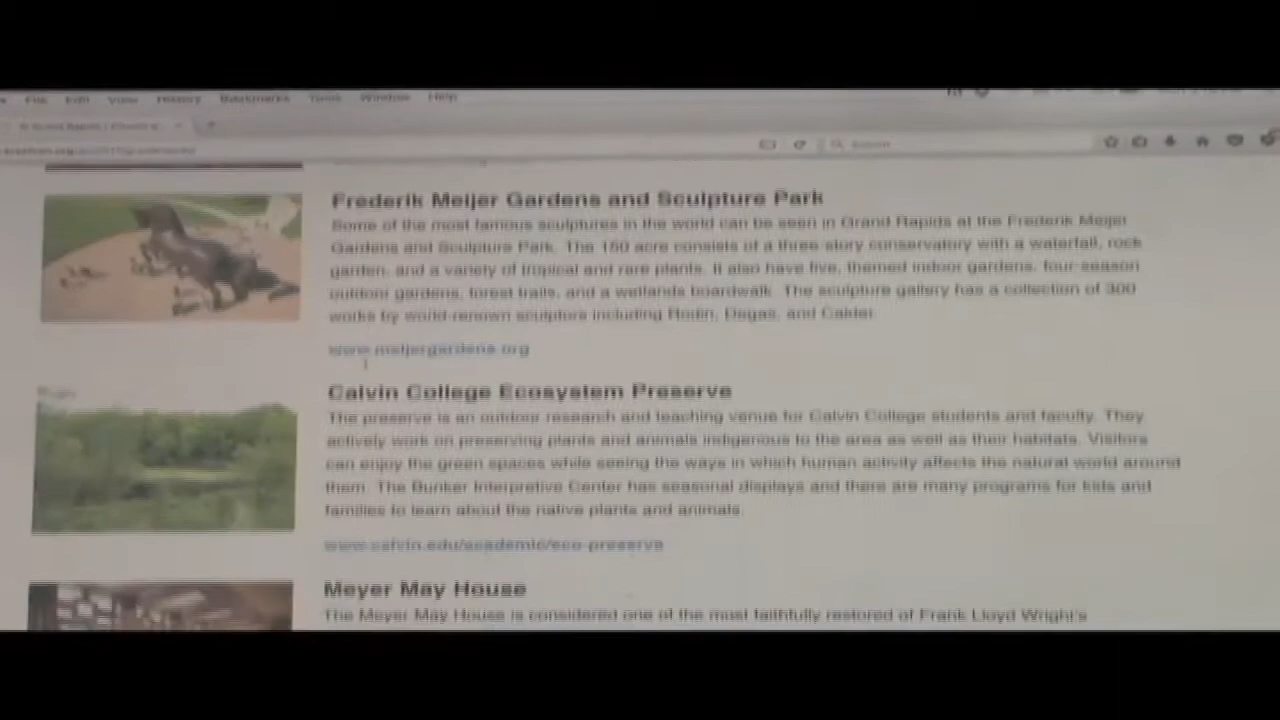 File Edit View History Bookmarks Tools Window Help
Search
Frederik Meijer Gardens and Sculpture Park
Some of the most famous sculptures in the world can be seen in Grand Rapids at the Frederik Meijer
Gardens and Sculpture Park. The 150 acre consists of a three-story conservatory with a waterfall, rock
garden, and a variety of tropical and rare plants. It also have five, themed indoor gardens, four-season
outdoor gardens, forest trails, and a wetlands boardwalk. The sculpture gallery has a collection of 300
works by world-renown sculptors including Rodin, Degas, and Calder.
www.meijergardens.org
Calvin College Ecosystem Preserve
The preserve is an outdoor research and teaching venue for Calvin College students and faculty. They
actively work on preserving plants and animals indigenous to the area as well as their habitats. Visitors
can enjoy the green spaces while seeing the ways in which human activity affects the natural world around
them. The Bunker Interpretive Center has seasonal displays and there are many programs for kids and
families to learn about the native plants and animals.
www.calvin.edu/academic/eco-preserve
Meyer May House
The Meyer May House is considered one of the most faithfully restored of Frank Lloyd Wright's